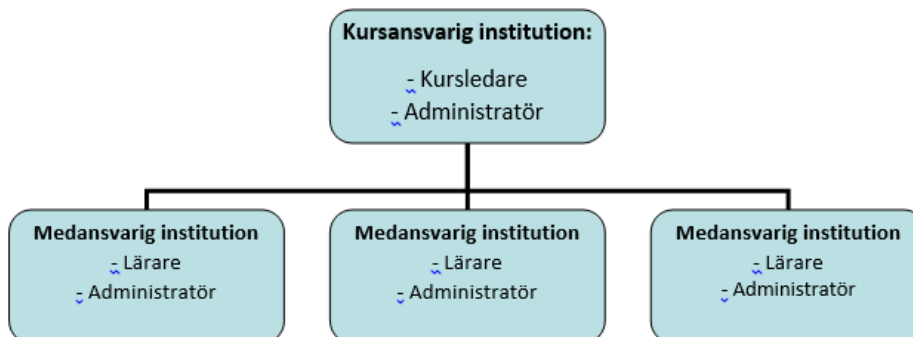 Kursansvarig institution:
- Kursledare
- Administratör
Medansvarig institution
- Lärare
- Administratör
Medansvarig institution
- Lärare
- Administratör
Medansvarig institution
- Lärare
- Administratör